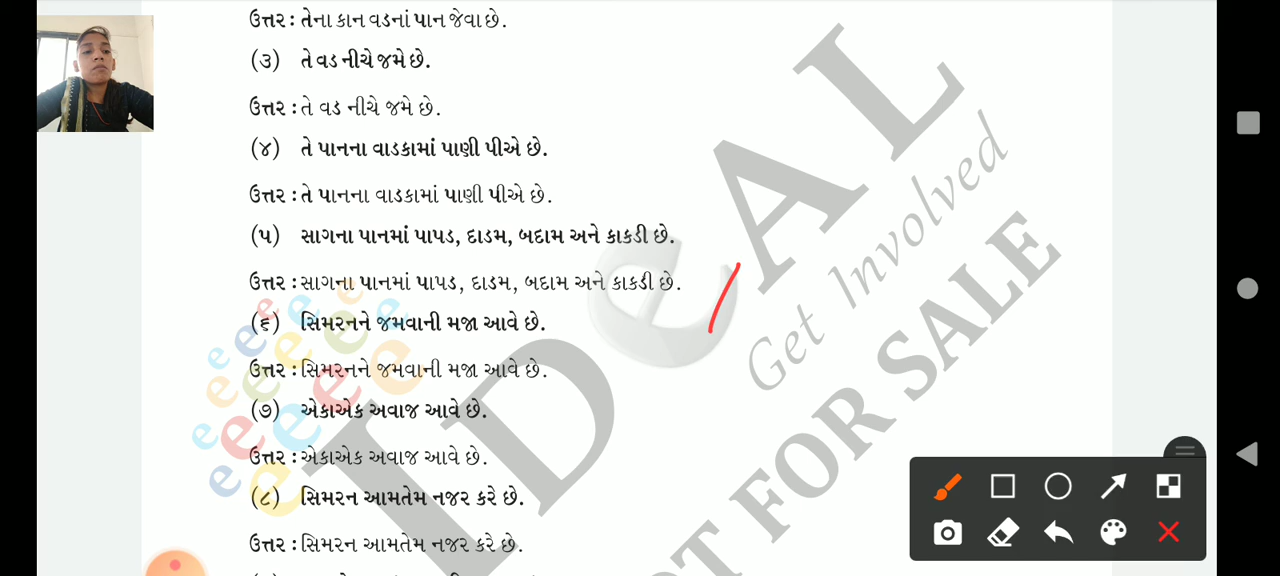 ઉત્તર : તેના કાન વડનાં પાન જેવા છે.
(૩) તે વડ નીચે જમે છે.
ઉત્તર : તે વડ નીચે જમે છે.
(૪) તે પાનના વાડકામાં પાણી પીએ છે.
ઉત્તર : તે પાનના વાડકામાં પાણી પીએ છે.
(૫) સાગના પાનમાં પાપડ, દાડમ, બદામ અને કાકડી છે.
ઉત્તર : સાગના પાનમાં પાપડ, દાડમ, બદામ અને કાકડી છે.
(૬) સિમરનને જમવાની મજા આવે છે.
ઉત્તર : સિમરનને જમવાની મજા આવે છે.
(૭) એકાએક અવાજ આવે છે.
ઉત્તર : એકાએક અવાજ આવે છે.
(૮) સિમરન આમતેમ નજર કરે છે.
ઉત્તર : સિમરન આમતેમ નજર કરે છે.
IDeAL
Get Involved
FOR SALE